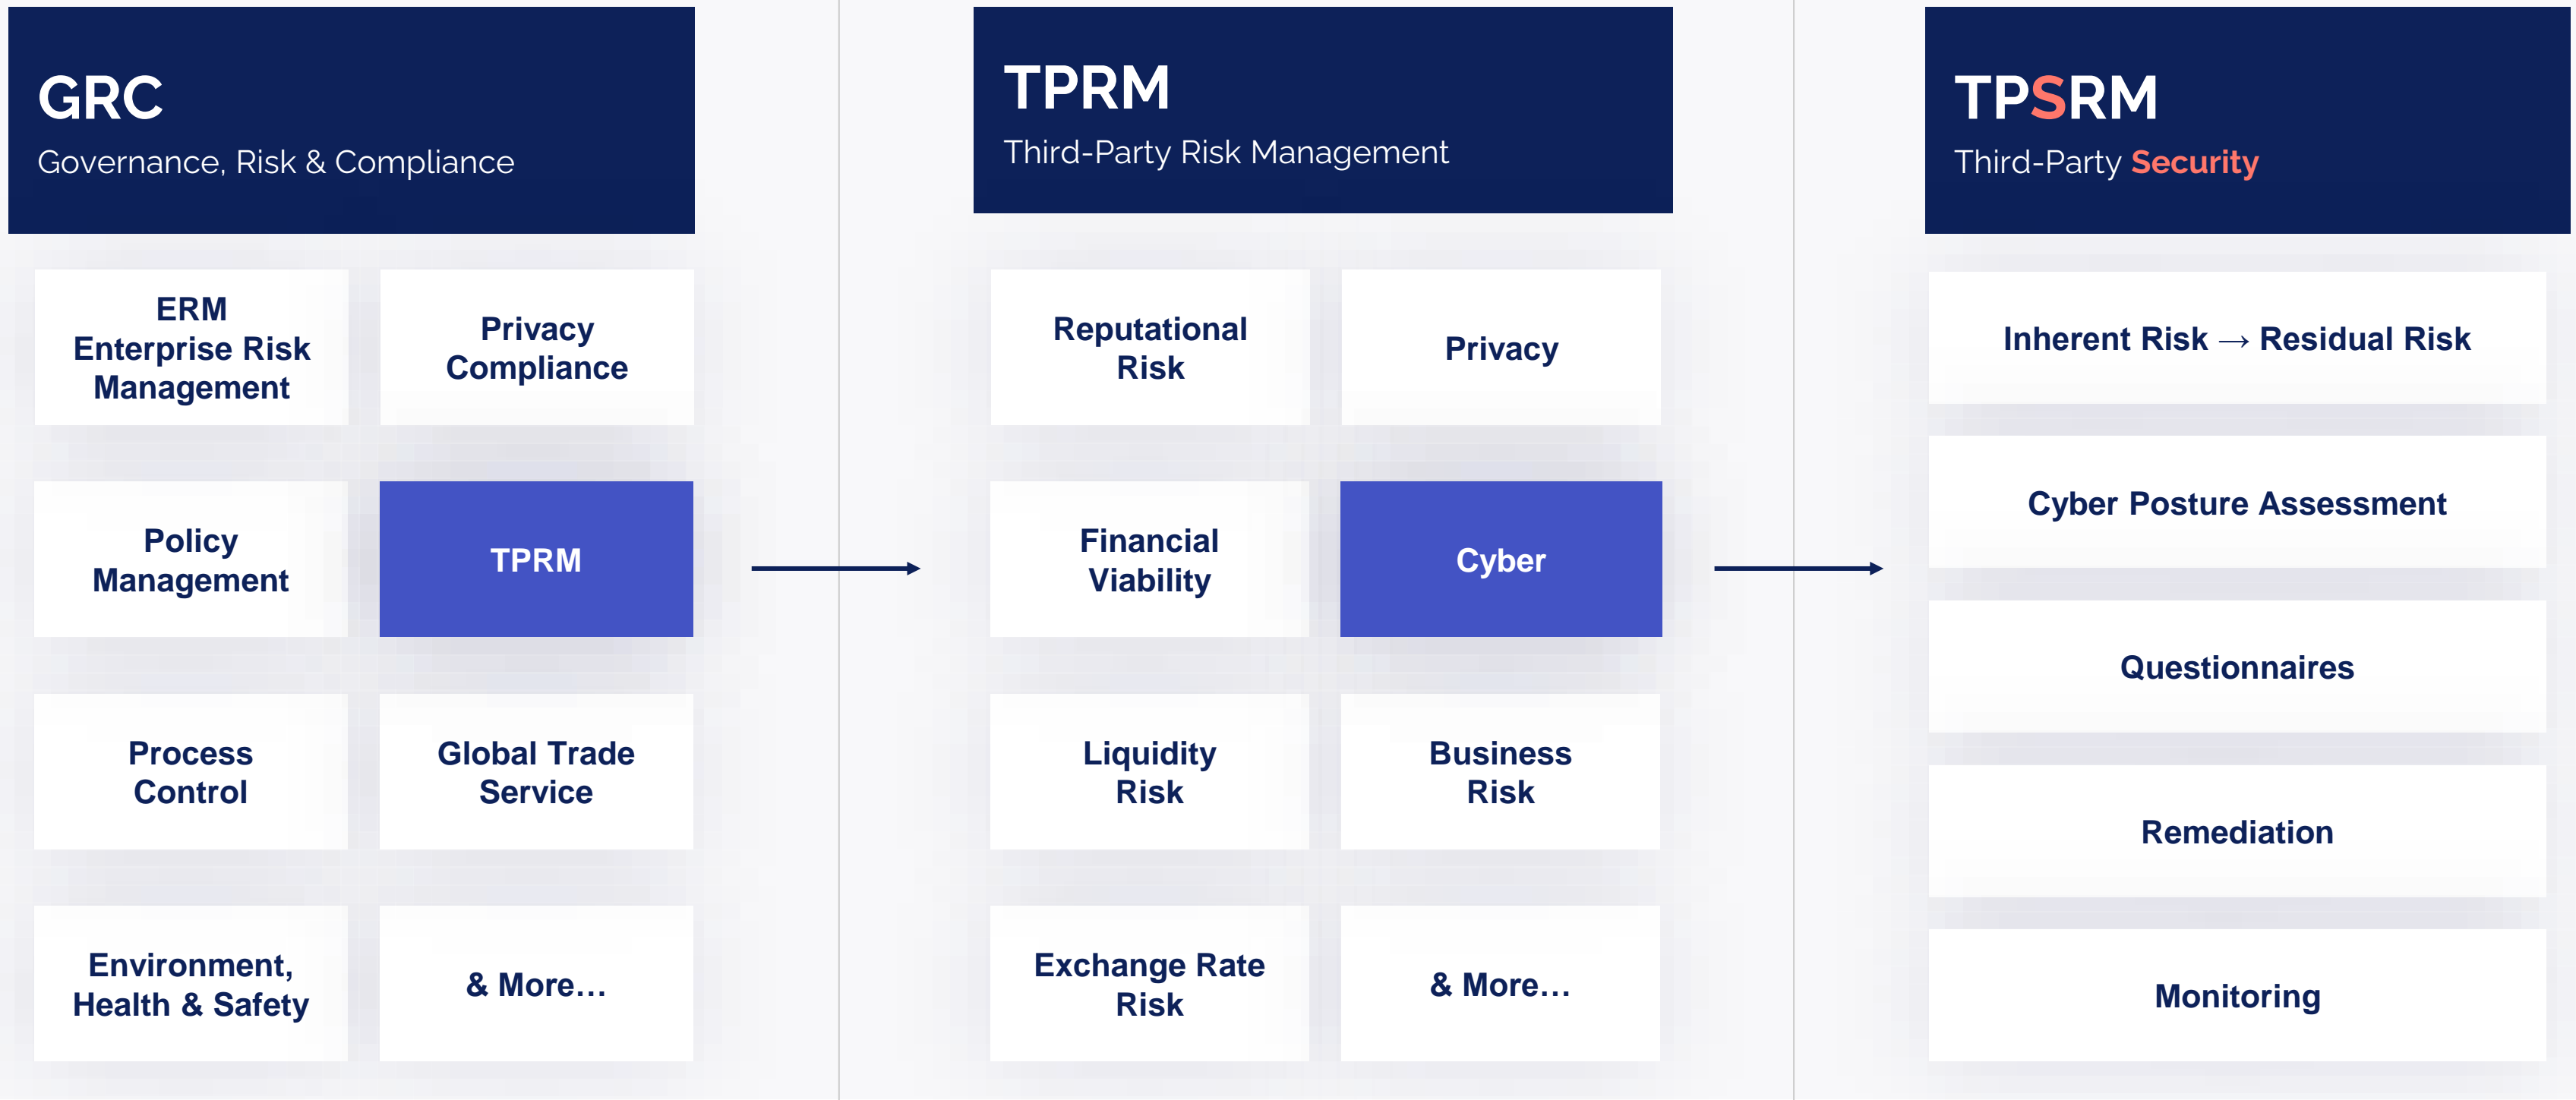 GRC
Governance, Risk & Compliance
ERM
Enterprise Risk
Management
Privacy
Compliance
Policy
Management
TPRM
Process
Control
Global Trade
Service
Environment,
Health & Safety
& More...
TPRM
Third-Party Risk Management
Reputational
Risk
Privacy
Financial
Viability
Cyber
Liquidity
Risk
Business
Risk
Exchange Rate
Risk
& More...
TPSRM
Third-Party Security
Inherent Risk → Residual Risk
Cyber Posture Assessment
Questionnaires
Remediation
Monitoring